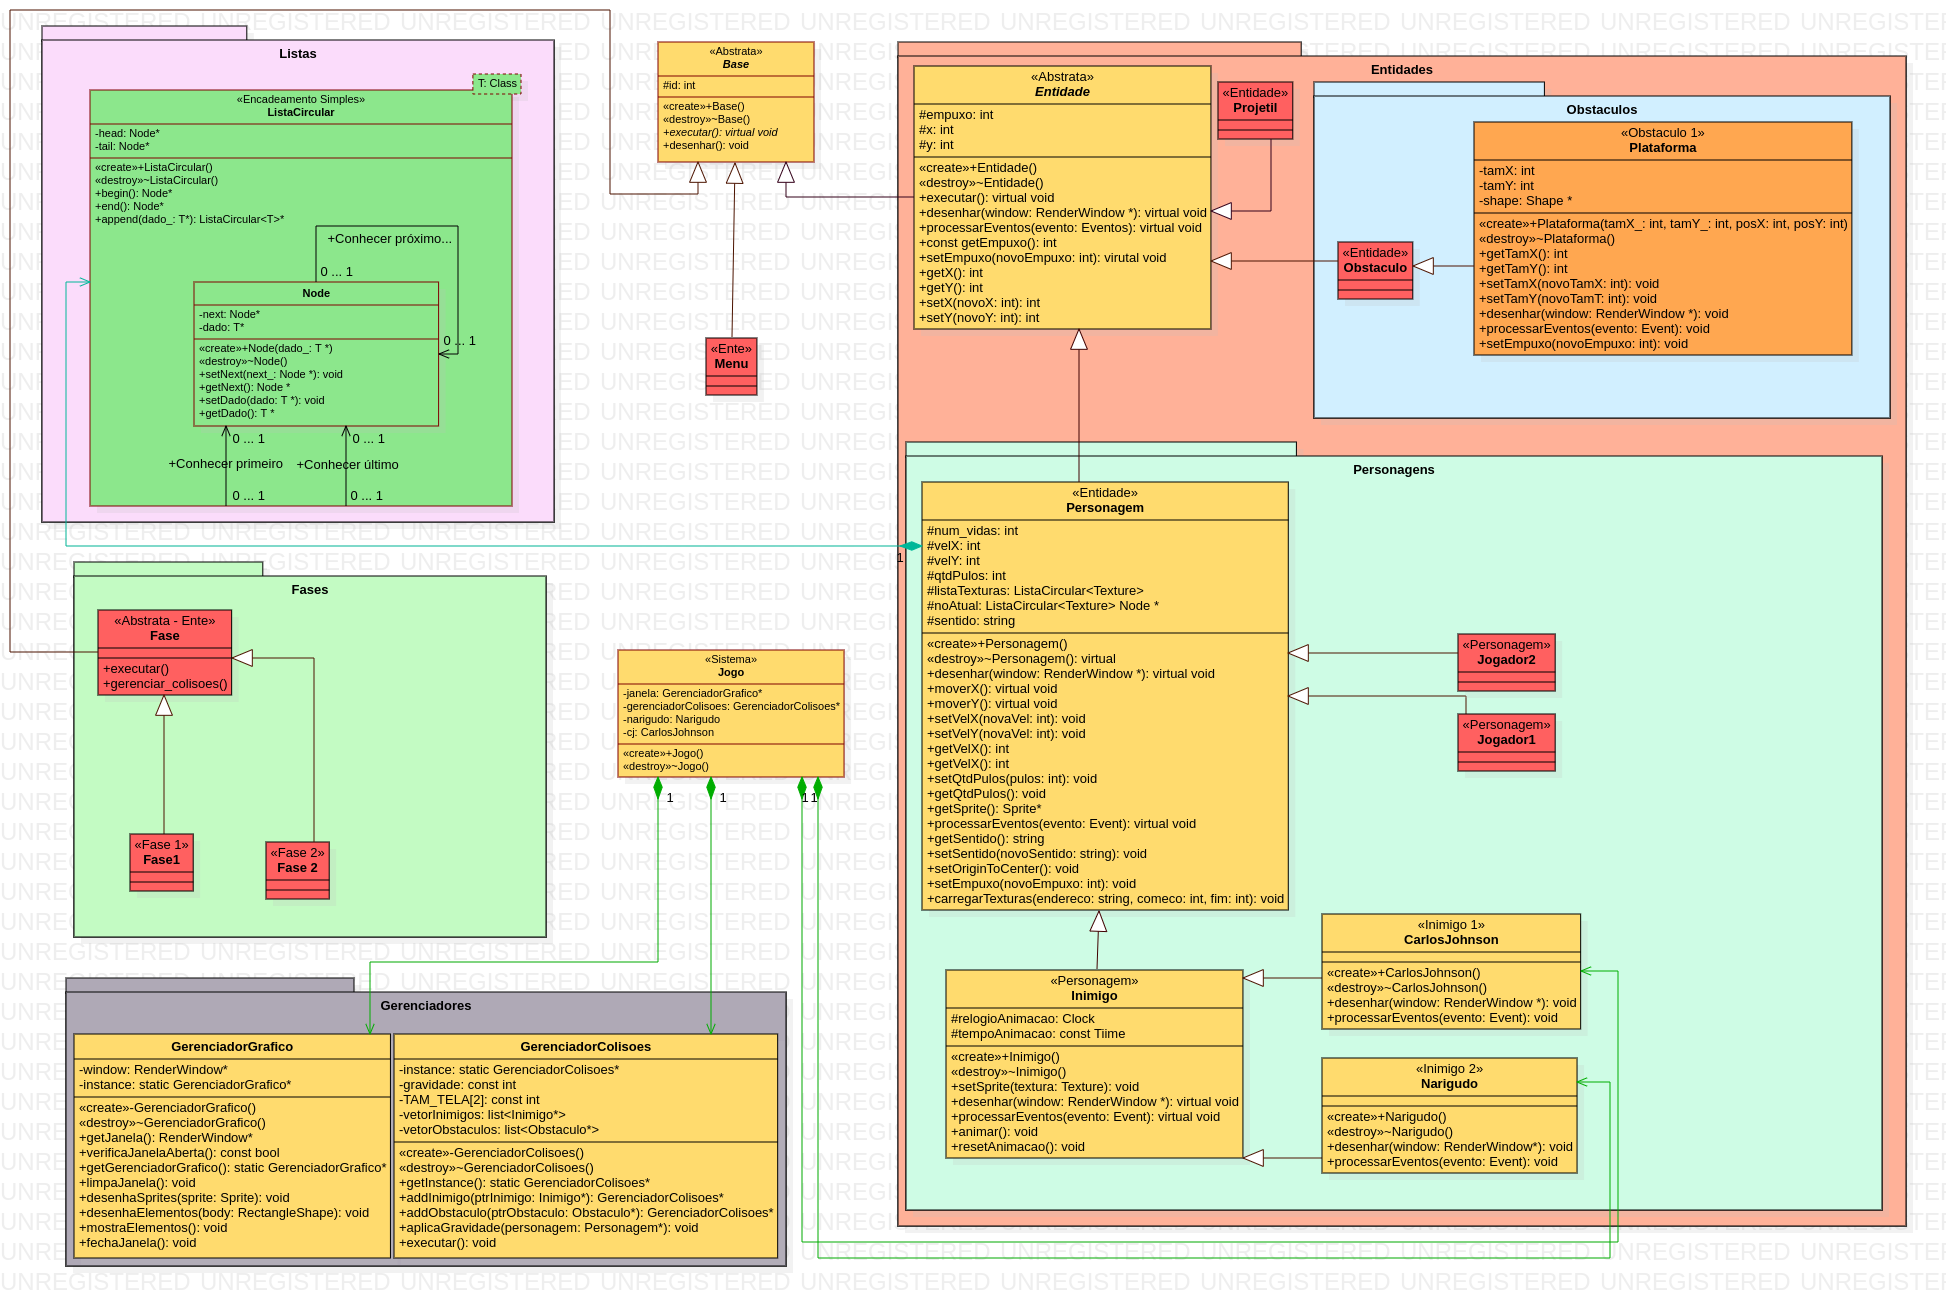 Listas
T: Class
«Encadeamento Simples»
ListaCircular
-head: Node*
-tail: Node*
«create»+ListaCircular()
«destroy»~ListaCircular()
+begin(): Node*
+end(): Node*
+append(dado_: T*): ListaCircular<T>*
+Conhecer próximo...
0 ... 1
Node
-next: Node*
-dado: T*
0 ... 1
«create»+Node(dado_: T *)
«destroy»~Node()
+setNext(next_: Node *): void
+getNext(): Node *
+setDado(dado: T *): void
+getDado(): T *
0 ... 1
0 ... 1
+Conhecer primeiro
+Conhecer último
0 ... 1
0 ... 1
«Abstrata»
Base
#id: int
«create»+Base()
«destroy»~Base()
+executar(): virtual void
+desenhar(): void
«Ente»
Menu
Entidades
«Abstrata»
Entidade
#empuxo: int
#x: int
#y: int
«create»+Entidade()
«destroy»~Entidade()
+executar(): virtual void
+desenhar(window: RenderWindow *): virtual void
+processarEventos(evento: Eventos): virtual void
+const getEmpuxo(): int
+setEmpuxo(novoEmpuxo: int): virutal void
+getX(): int
+getY(): int
+setX(novoX: int): int
+setY(novoY: int): int
«Entidade»
Projetil
Obstaculos
«Obstaculo 1»
Plataforma
-tamX: int
-tamY: int
-shape: Shape *
«create»+Plataforma(tamX_: int, tamY_: int, posX: int, posY: int)
«destroy»~Plataforma()
+getTamX(): int
+getTamY(): int
+setTamX(novoTamX: int): void
+setTamY(novoTamT: int): void
+desenhar(window: RenderWindow *): void
+processarEventos(evento: Event): void
+setEmpuxo(novoEmpuxo: int): void
«Entidade»
Obstaculo
Personagens
«Entidade»
Personagem
#num_vidas: int
#velX: int
#velY: int
#qtdPulos: int
#listaTexturas: ListaCircular<Texture>
#noAtual: ListaCircular<Texture> Node *
#sentido: string
«create»+Personagem()
«destroy»~Personagem(): virtual
+desenhar(window: RenderWindow *): virtual void
+moverX(): virtual void
+moverY(): virtual void
+setVelX(novaVel: int): void
+setVelY(novaVel: int): void
+getVelX(): int
+getVelX(): int
+setQtdPulos(pulos: int): void
+getQtdPulos(): void
+getSprite(): Sprite*
+processarEventos(evento: Event): virtual void
+getSentido(): string
+setSentido(novoSentido: string): void
+setOriginToCenter(): void
+setEmpuxo(novoEmpuxo: int): void
+carregarTexturas(endereco: string, comeco: int, fim: int): void
1
«Personagem»
Jogador2
«Personagem»
Jogador1
«Personagem»
Inimigo
#relogioAnimacao: Clock
#tempoAnimacao: const Tiime
«create»+Inimigo()
«destroy»~Inimigo()
+setSprite(textura: Texture): void
+desenhar(window: RenderWindow *): virtual void
+processarEventos(evento: Event): virtual void
+animar(): void
+resetAnimacao(): void
«Inimigo 1»
CarlosJohnson
«create»+CarlosJohnson()
«destroy»~CarlosJohnson()
+desenhar(window: RenderWindow *): void
+processarEventos(evento: Event): void
«Inimigo 2»
Narigudo
«create»+Narigudo()
«destroy»~Narigudo()
+desenhar(window: RenderWindow*): void
+processarEventos(evento: Event): void
Fases
«Abstrata - Ente»
Fase
+executar()
+gerenciar_colisoes()
«Fase 1»
Fase1
«Fase 2»
Fase 2
«Sistema»
Jogo
-janela: GerenciadorGrafico*
-gerenciadorColisoes: GerenciadorColisoes*
-narigudo: Narigudo
-cj: CarlosJohnson
«create»+Jogo()
«destroy»~Jogo()
1
1
1
1
Gerenciadores
GerenciadorGrafico
-window: RenderWindow*
-instance: static GerenciadorGrafico*
«create»-GerenciadorGrafico()
«destroy»~GerenciadorGrafico()
+getJanela(): RenderWindow*
+verificaJanelaAberta(): const bool
+getGerenciadorGrafico(): static GerenciadorGrafico*
+limpaJanela(): void
+desenhaSprites(sprite: Sprite): void
+desenhaElementos(body: RectangleShape): void
+mostraElementos(): void
+fechaJanela(): void
GerenciadorColisoes
-instance: static GerenciadorColisoes*
-gravidade: const int
-TAM_TELA[2]: const int
-vetorInimigos: list<Inimigo*>
-vetorObstaculos: list<Obstaculo*>
«create»-GerenciadorColisoes()
«destroy»~GerenciadorColisoes()
+getInstance(): static GerenciadorColisoes*
+addInimigo(ptrInimigo: Inimigo*): GerenciadorColisoes*
+addObstaculo(ptrObstaculo: Obstaculo*): GerenciadorColisoes*
+aplicaGravidade(personagem: Personagem*): void
+executar(): void
UNREGISTERED